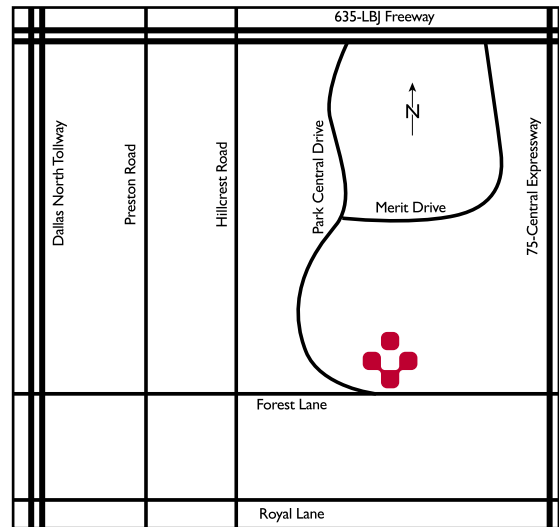 635-LBJ Freeway
N
Dallas North Tollway
Preston Road
Hillcrest Road
Park Central Drive
75-Central Expressway
Merit Drive
Forest Lane
Royal Lane